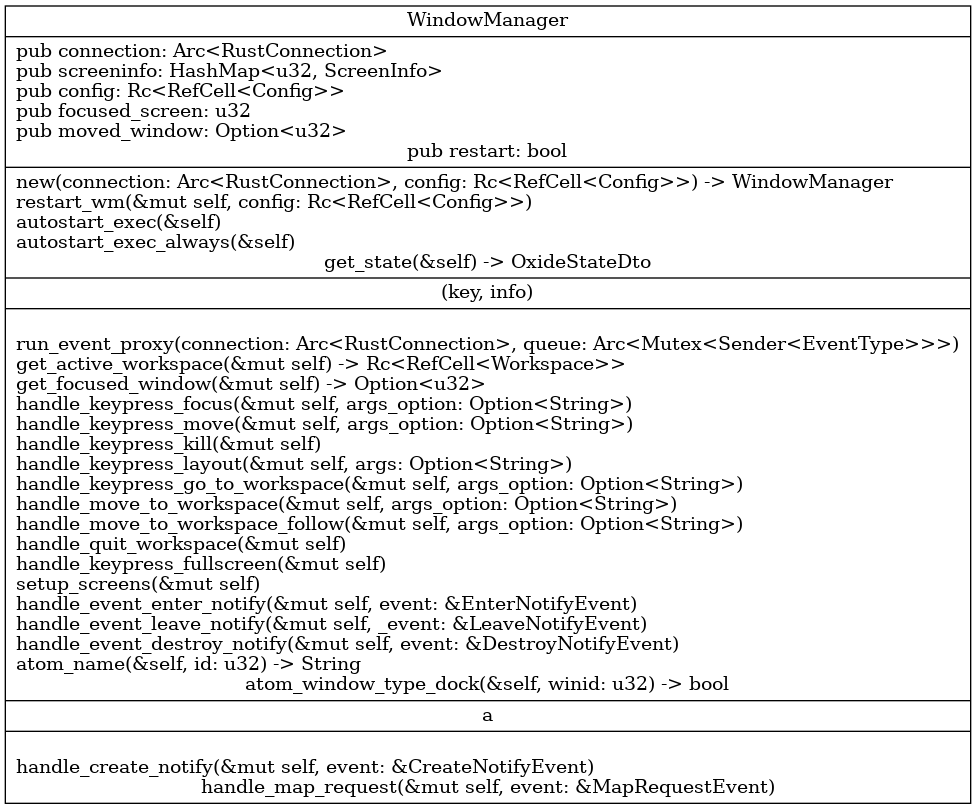 WindowManager
pub connection: Arc<RustConnection>
pub screeninfo: HashMap<u32, ScreenInfo>
pub config: Rc<RefCell<Config>>
pub focused_screen: u32
pub moved_window: Option<u32>
pub restart: bool
new(connection: Arc<RustConnection>, config: Rc<RefCell<Config>>) -> WindowManager
restart_wm(&mut self, config: Rc<RefCell<Config>>)
autostart_exec(&self)
autostart_exec_always(&self)
get_state(&self) -> OxideStateDto
(key, info)
run_event_proxy(connection: Arc<RustConnection>, queue: Arc<Mutex<Sender<EventType>>>)
get_active_workspace(&mut self) -> Rc<RefCell<Workspace>>
get_focused_window(&mut self) -> Option<u32>
handle_keypress_focus(&mut self, args_option: Option<String>)
handle_keypress_move(&mut self, args_option: Option<String>)
handle_keypress_kill(&mut self)
handle_keypress_layout(&mut self, args: Option<String>)
handle_keypress_go_to_workspace(&mut self, args_option: Option<String>)
handle_move_to_workspace(&mut self, args_option: Option<String>)
handle_move_to_workspace_follow(&mut self, args_option: Option<String>)
handle_quit_workspace(&mut self)
handle_keypress_fullscreen(&mut self)
setup_screens(&mut self)
handle_event_enter_notify(&mut self, event: &EnterNotifyEvent)
handle_event_leave_notify(&mut self, _event: &LeaveNotifyEvent)
handle_event_destroy_notify(&mut self, event: &DestroyNotifyEvent)
atom_name(&self, id: u32) -> String
atom_window_type_dock(&self, winid: u32) -> bool
a
handle_create_notify(&mut self, event: &CreateNotifyEvent)
handle_map_request(&mut self, event: &MapRequestEvent)